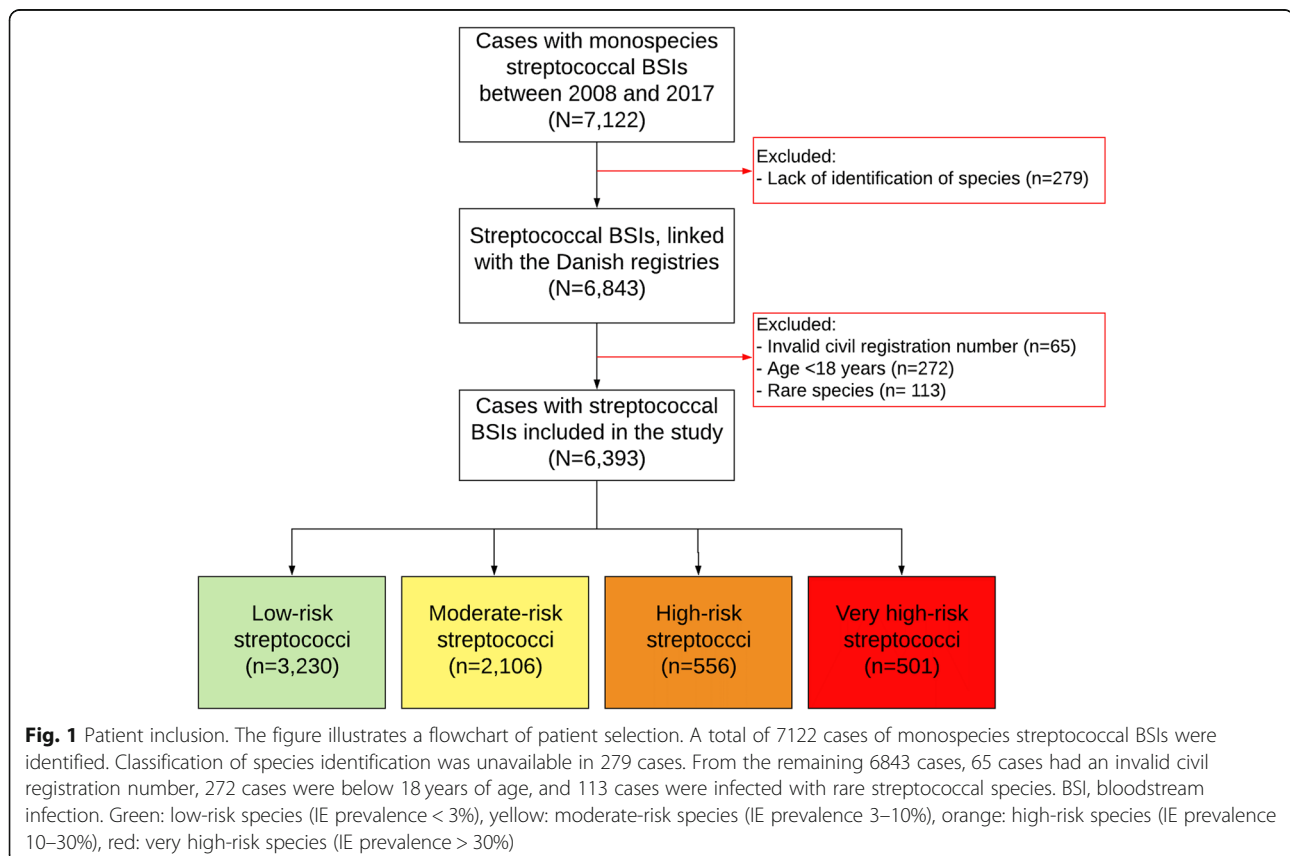 Cases with monospecies
streptococcal BSIs
between 2008 and 2017
(N=7,122)
Excluded:
- Lack of identification of species (n=279)
Streptococcal BSIs, linked
with the Danish registries
(N=6,843)
Excluded:
- Invalid civil registration number (n=65)
- Age <18 years (n=272)
- Rare species (n= 113)
Cases with streptococcal
BSIs included in the study
(N=6,393)
Low-risk
streptococci
(n=3,230)
Moderate-risk
streptococci
(n=2,106)
High-risk
streptoccci
(n=556)
Very high-risk
streptococci
(n=501)
Fig. 1 Patient inclusion. The figure illustrates a flowchart of patient selection. A total of 7122 cases of monospecies streptococcal BSIs were
identified. Classification of species identification was unavailable in 279 cases. From the remaining 6843 cases, 65 cases had an invalid civil
registration number, 272 cases were below 18 years of age, and 113 cases were infected with rare streptococcal species. BSI, bloodstream
infection. Green: low-risk species (IE prevalence < 3%), yellow: moderate-risk species (IE prevalence 3–10%), orange: high-risk species (IE prevalence
10–30%), red: very high-risk species (IE prevalence > 30%)